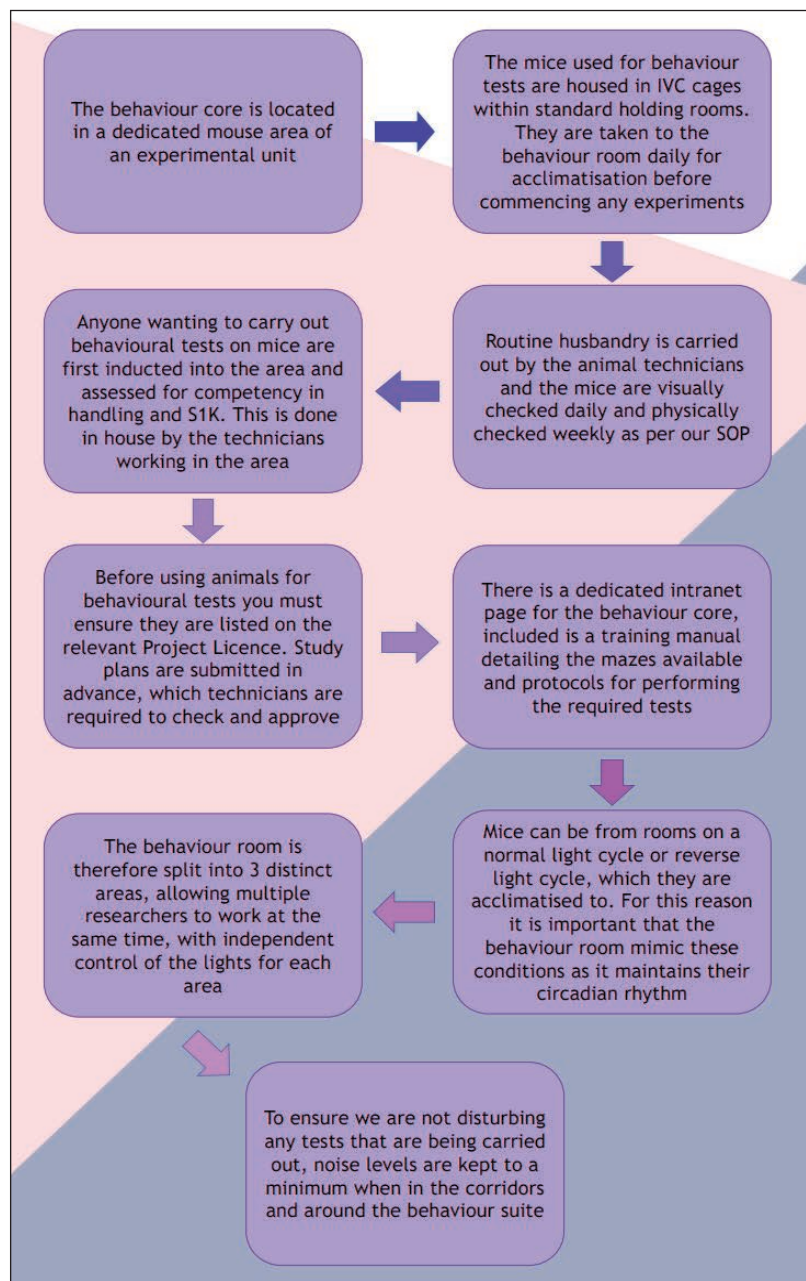 The behaviour core is located
in a dedicated mouse area of
an experimental unit
The mice used for behaviour
tests are housed in IVC cages
within standard holding rooms.
They are taken to the
behaviour room daily for
acclimatisation before
commencing any experiments
Routine husbandry is carried
out by the animal technicians
and the mice are visually
checked daily and physically
checked weekly as per our SOP
Anyone wanting to carry out
behavioural tests on mice are
first inducted into the area and
assessed for competency in
handling and S1K. This is done
in house by the technicians
working in the area
Before using animals for
behavioural tests you must
ensure they are listed on the
relevant Project Licence. Study
plans are submitted in
advance, which technicians are
required to check and approve
There is a dedicated intranet
page for the behaviour core,
included is a training manual
detailing the mazes available
and protocols for performing
the required tests
Mice can be from rooms on a
normal light cycle or reverse
light cycle, which they are
acclimatised to. For this reason
it is important that the
behaviour room mimic these
conditions as it maintains their
circadian rhythm
The behaviour room is
therefore split into 3 distinct
areas, allowing multiple
researchers to work at the
same time, with independent
control of the lights for each
area
To ensure we are not disturbing
any tests that are being carried
out, noise levels are kept to a
minimum when in the corridors
and around the behaviour suite